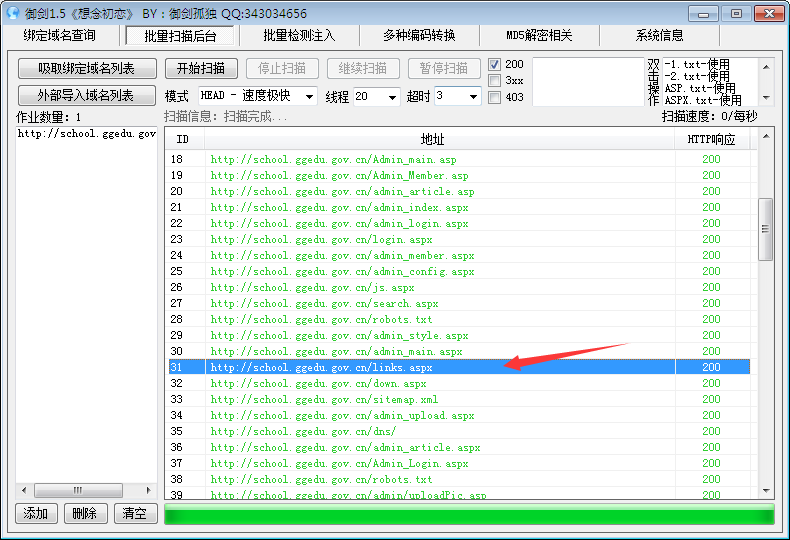 御剑1.5《想念初恋》 BY：御剑孤独 QQ:343034656
绑定域名查询 批量扫描后台 批量检测注入 多种编码转换 MD5解密相关 系统信息
吸取绑定域名列表 开始扫描 停止扫描 继续扫描 暂停扫描 200 双 -1.txt-使用
3xx 击 -2.txt-使用
外部导入域名列表 模式 HEAD - 速度极快 线程 20 超时 3 403 操 ASP.txt-使用
作 ASPX.txt-使用
作业数量: 1 扫描信息: 扫描完成... 扫描速度: 0/每秒
http://school.ggedu.gov
ID 地址 HTTP响应
18 http://school.ggedu.gov.cn/Admin_main.asp 200
19 http://school.ggedu.gov.cn/Admin_Member.asp 200
20 http://school.ggedu.gov.cn/admin_article.asp 200
21 http://school.ggedu.gov.cn/admin_index.aspx 200
22 http://school.ggedu.gov.cn/admin_login.aspx 200
23 http://school.ggedu.gov.cn/login.aspx 200
24 http://school.ggedu.gov.cn/admin_member.aspx 200
25 http://school.ggedu.gov.cn/admin_config.aspx 200
26 http://school.ggedu.gov.cn/js.aspx 200
27 http://school.ggedu.gov.cn/search.aspx 200
28 http://school.ggedu.gov.cn/robots.txt 200
29 http://school.ggedu.gov.cn/admin_style.aspx 200
30 http://school.ggedu.gov.cn/admin_main.aspx 200
31 http://school.ggedu.gov.cn/links.aspx 200
32 http://school.ggedu.gov.cn/down.aspx 200
33 http://school.ggedu.gov.cn/sitemap.xml 200
34 http://school.ggedu.gov.cn/admin_upload.aspx 200
35 http://school.ggedu.gov.cn/dns/ 200
36 http://school.ggedu.gov.cn/admin_article.aspx 200
37 http://school.ggedu.gov.cn/Admin_Login.aspx 200
38 http://school.ggedu.gov.cn/robots.txt 200
39 http://school.ggedu.gov.cn/admin/uploadPic.asp 200
添加 删除 清空